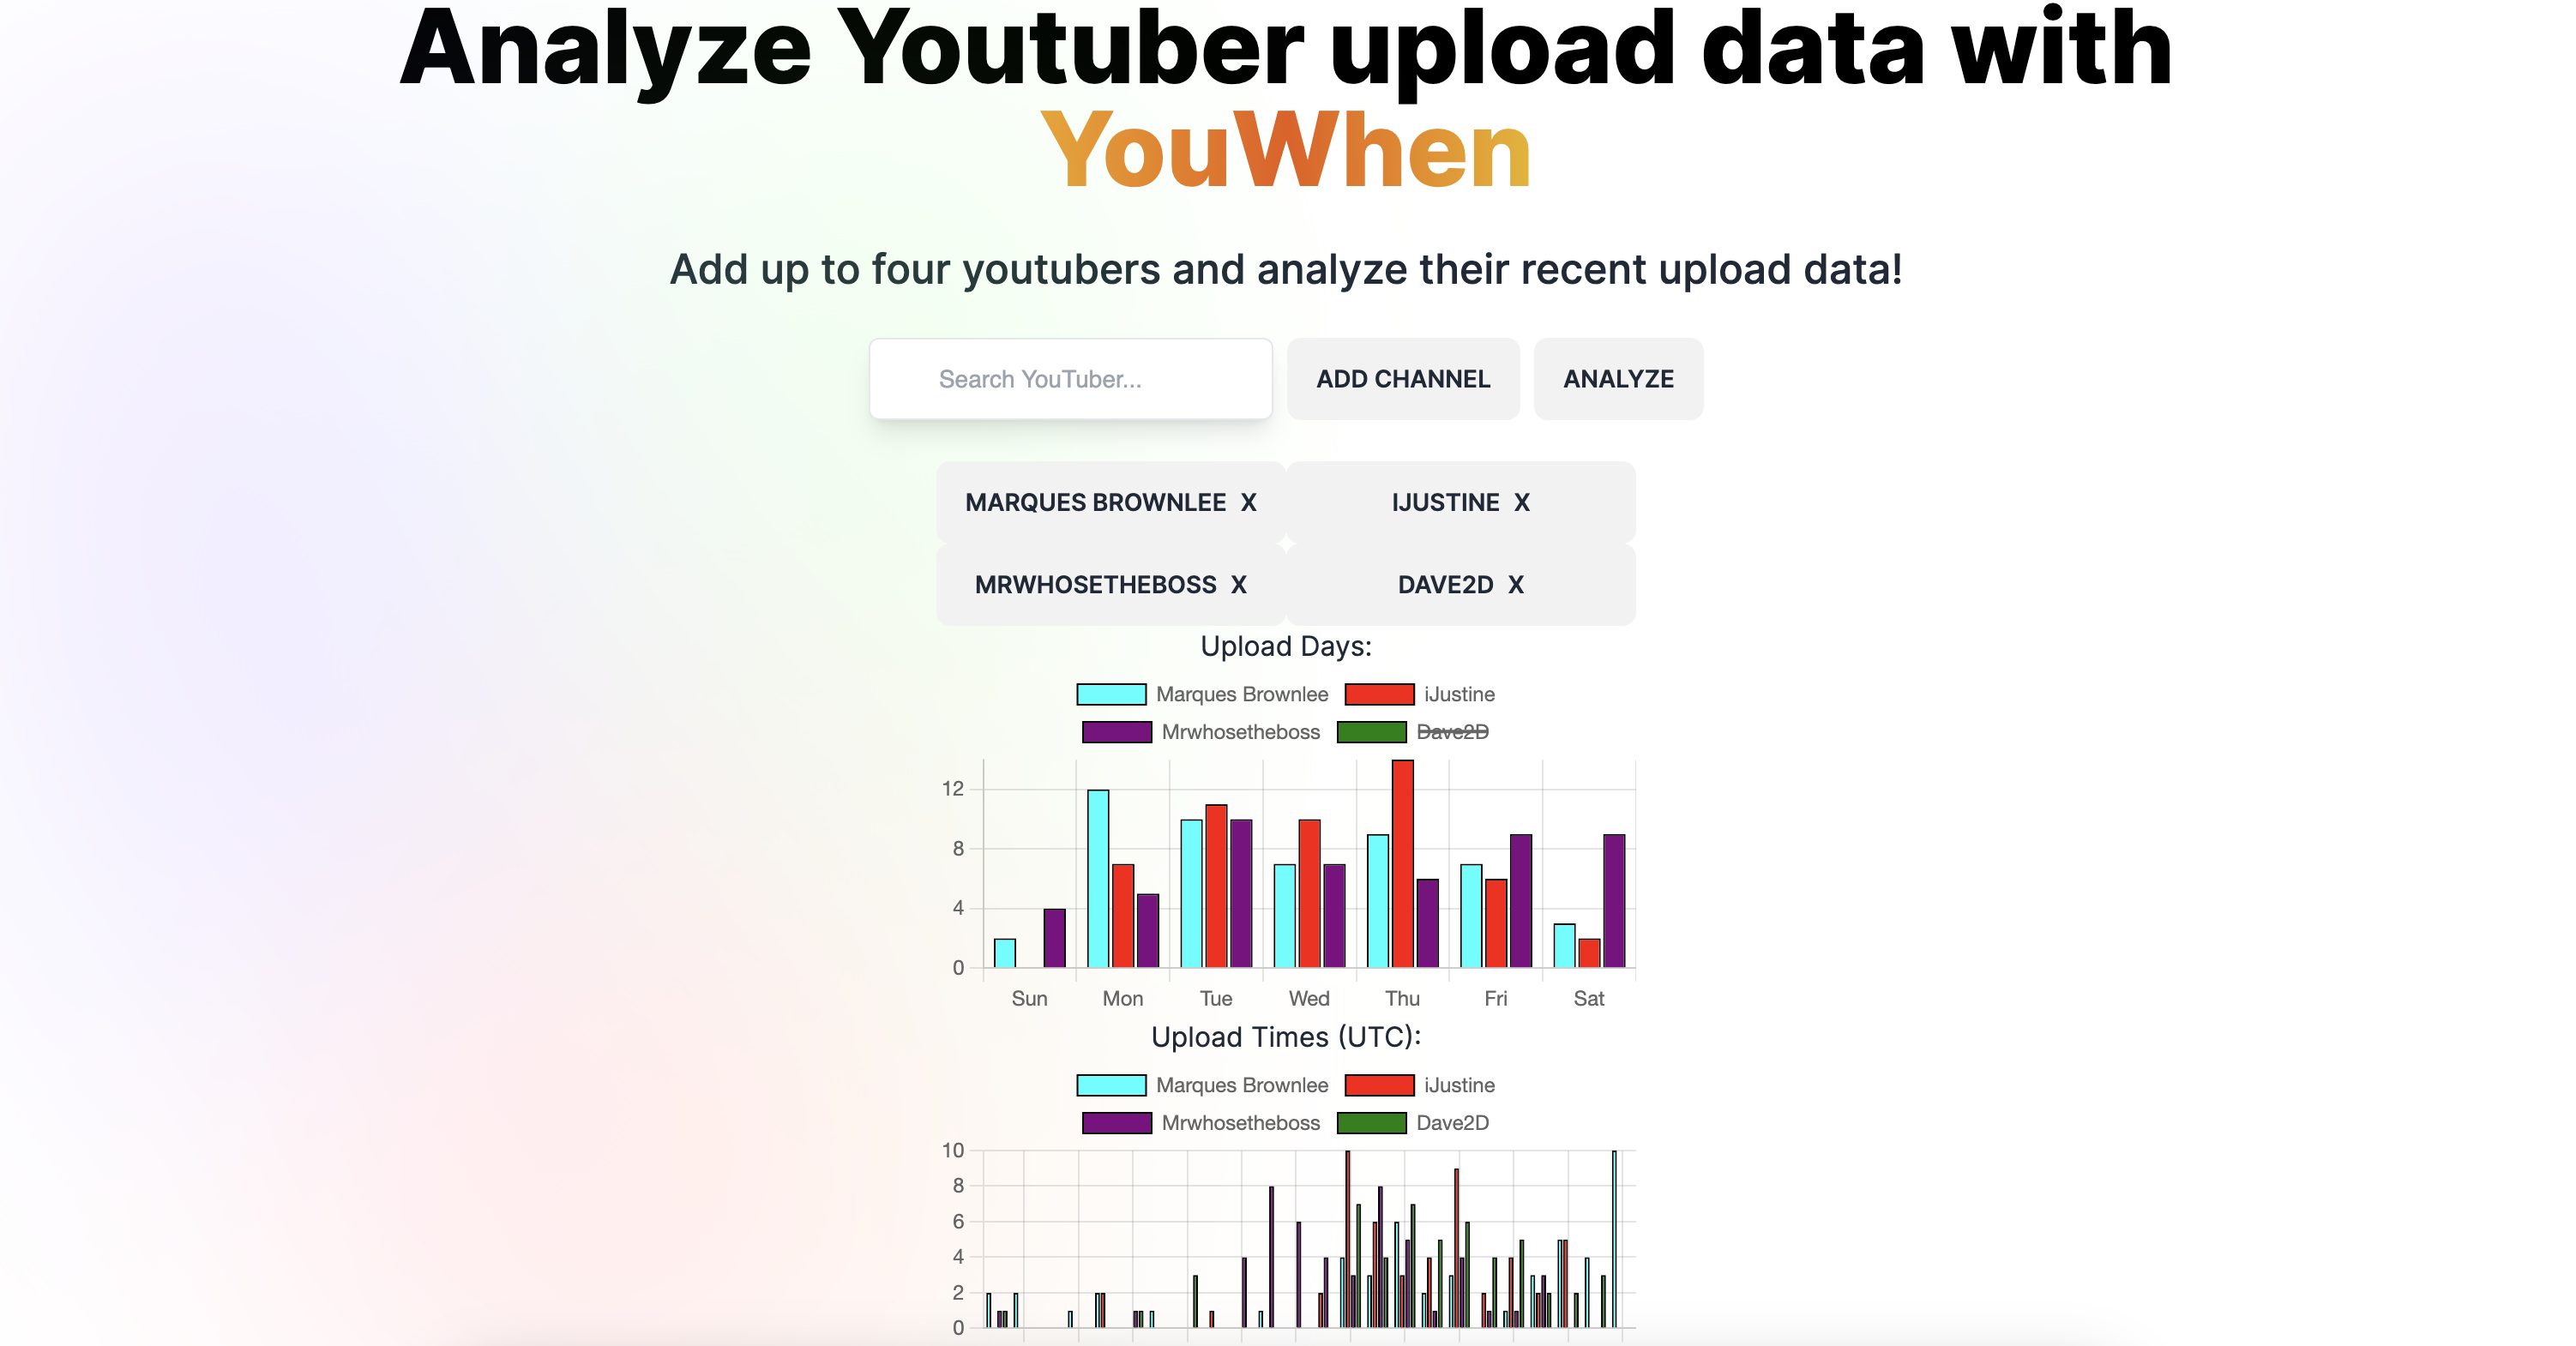 Analyze Youtuber upload data with
YouWhen
Add up to four youtubers and analyze their recent upload data!
Search YouTuber... ADD CHANNEL ANALYZE
MARQUES BROWNLEE X IJUSTINE X
MRWHOSETHEBOSS X DAVE2D X
Upload Days:
Marques Brownlee iJustine
Mrwhosetheboss Dave2D
12
8
4
0
Sun Mon Tue Wed Thu Fri Sat
Upload Times (UTC):
Marques Brownlee iJustine
Mrwhosetheboss Dave2D
10
8
6
4
2
0